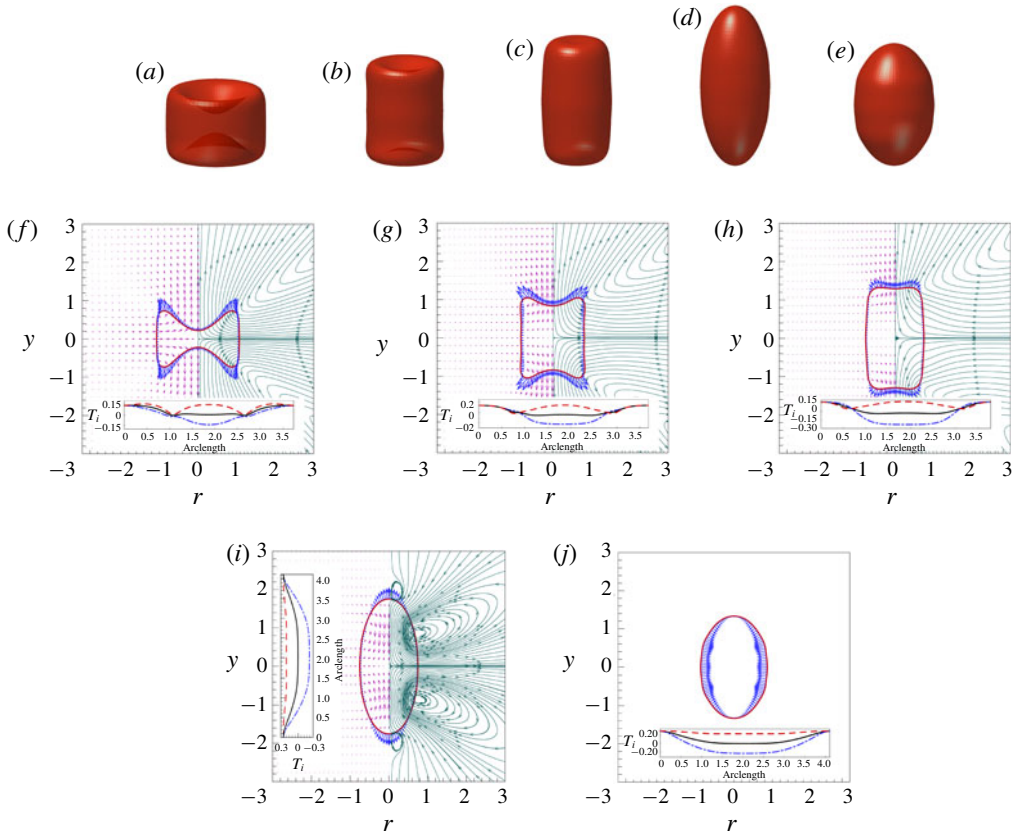 (a) (b) (c) (d) (e)
(f) (g) (h)
3 3 3
2 2 2
1 1 1
y 0 y 0 y 0
−1 −1 −1
0.15 0.2 0.15
T_i 0 T_i 0 T_i 0
−0.15
−0.15 −2 −0.30
−2 −2 −2
0 0.5 1.0 1.5 2.0 2.5 3.0 3.5 0 0.5 1.0 1.5 2.0 2.5 3.0 3.5 0 0.5 1.0 1.5 2.0 2.5 3.0 3.5
Arclength Arclength Arclength
−3 −2 −1 0 1 2 3 −3 −2 −1 0 1 2 3 −3 −2 −1 0 1 2 3
r r r
(i) (j)
3 3
4.0
2 3.5 2
3.0
1 2.5 1
y 0 2.0 Arclength y 0
1.5
−1 1.0 −1
0.5
0 0.20
−2 0.3 0 −0.3 −2 T_i 0
T_i −0.20
0 0.5 1.0 1.5 2.0 2.5 3.0 3.5 4.0
Arclength
−3 −2 −1 0 1 2 3 −3 −2 −1 0 1 2 3
r r